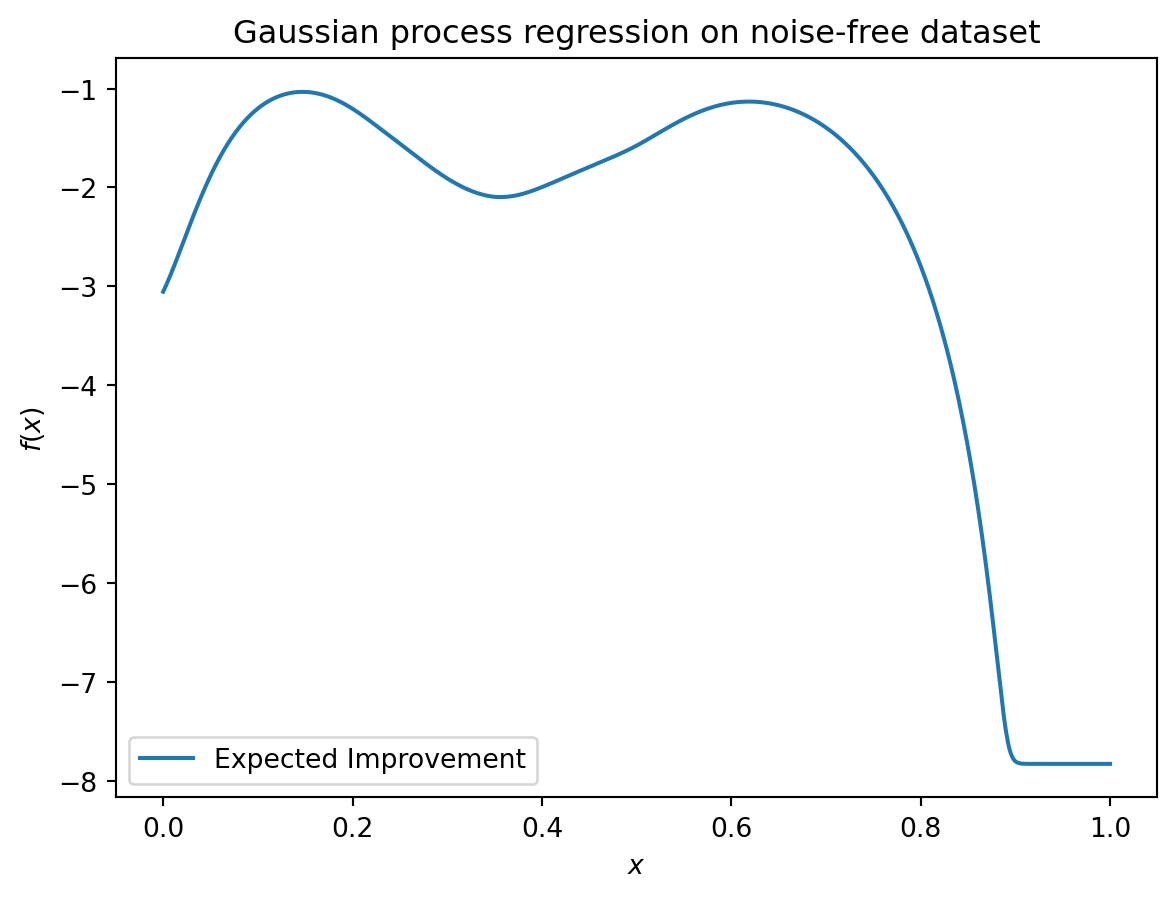 Gaussian process regression on noise-free dataset
−1
−2
−3
−4
−5
−6
−7
−8
f(x)
Expected Improvement
0.0 0.2 0.4 0.6 0.8 1.0
x